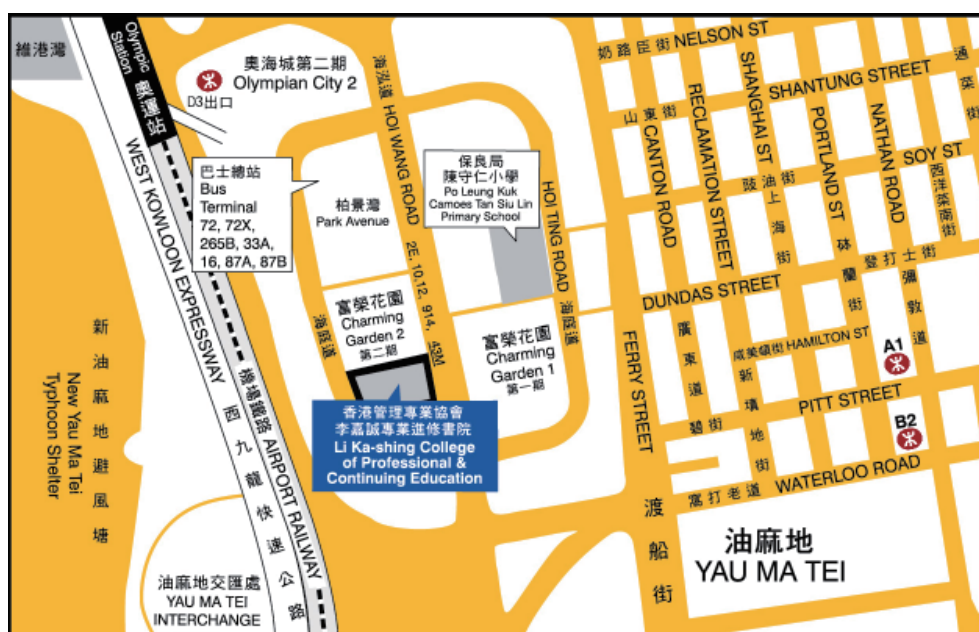 維港灣
Olympic
Station
奧運站
奧海城第二期
Olympian City 2
D3出口
巴士總站
Bus
Terminal
72, 72X,
265B, 33A,
16, 87A, 87B
柏景灣
Park Avenue
海泓道 HOI WANG ROAD 2E, 10,12, 914, 43M
保良局
陳守仁小學
Po Leung Kuk
Camoes Tan Siu Lin
Primary School
HOI TING ROAD 海庭道
海庭道
富榮花園
Charming
Garden 2
第二期
富榮花園
Charming
Garden 1
第一期
香港管理專業協會
李嘉誠專業進修書院
Li Ka-shing College
of Professional &
Continuing Education
WEST KOWLOON EXPRESSWAY 西九龍快速公路
機場鐵路 AIRPORT RAILWAY
新油麻地避風塘
New Yau Ma Tei
Typhoon Shelter
油麻地交匯處
YAU MA TEI
INTERCHANGE
奶路臣街 NELSON ST
山東街 SHANTUNG STREET
通菜街
豉油街 SOY ST
西洋菜南街
CANTON ROAD
廣東道
RECLAMATION STREET
新填地街
SHANGHAI ST
上海街
PORTLAND ST
砵蘭街
NATHAN ROAD
彌敦道
DUNDAS STREET 登打士街
咸美頓街 HAMILTON ST
A1
碧街 PITT STREET
B2
窩打老道 WATERLOO ROAD
FERRY STREET
渡船街
油麻地
YAU MA TEI